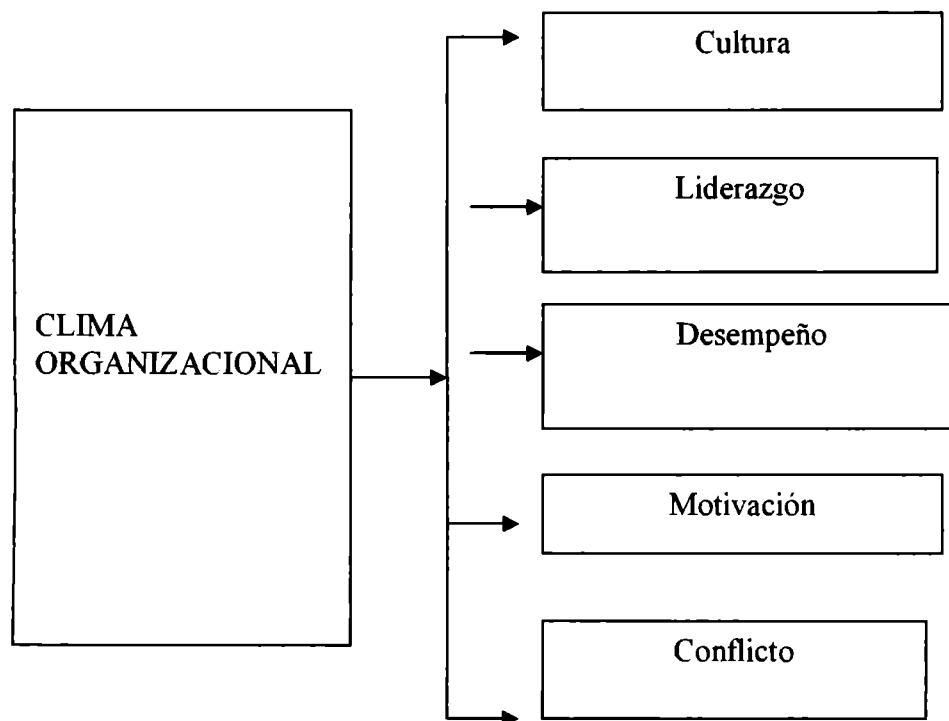 Cultura
Liderazgo
CLIMA
ORGANIZACIONAL
Desempeño
Motivación
Conflicto